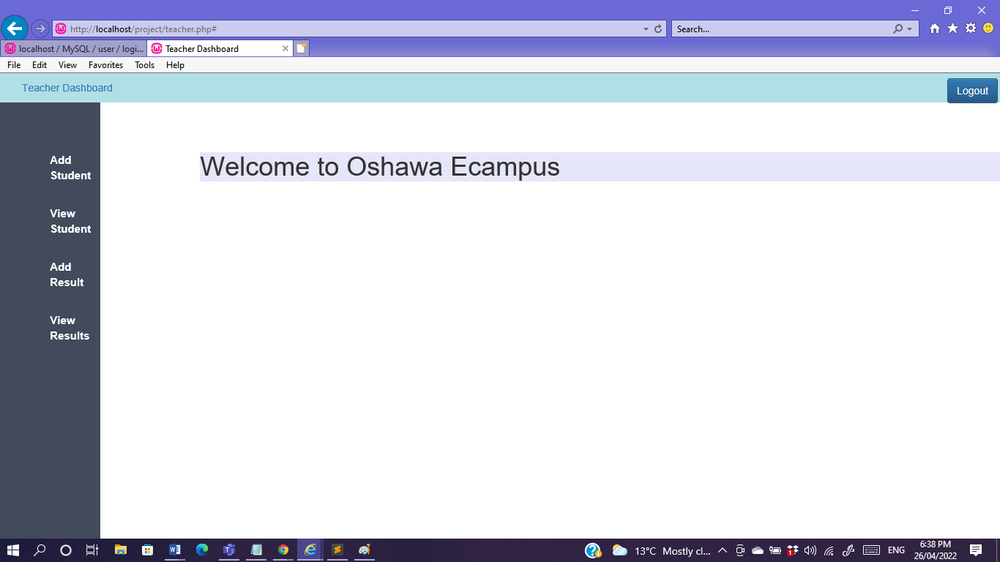 http://localhost/project/teacher.php#
Search...
localhost / MySQL / user / logi...
Teacher Dashboard
File Edit View Favorites Tools Help
Teacher Dashboard
Logout
Add
Student
View
Student
Add
Result
View
Results
Welcome to Oshawa Ecampus
13°C Mostly cl...
ENG
6:38 PM
26/04/2022